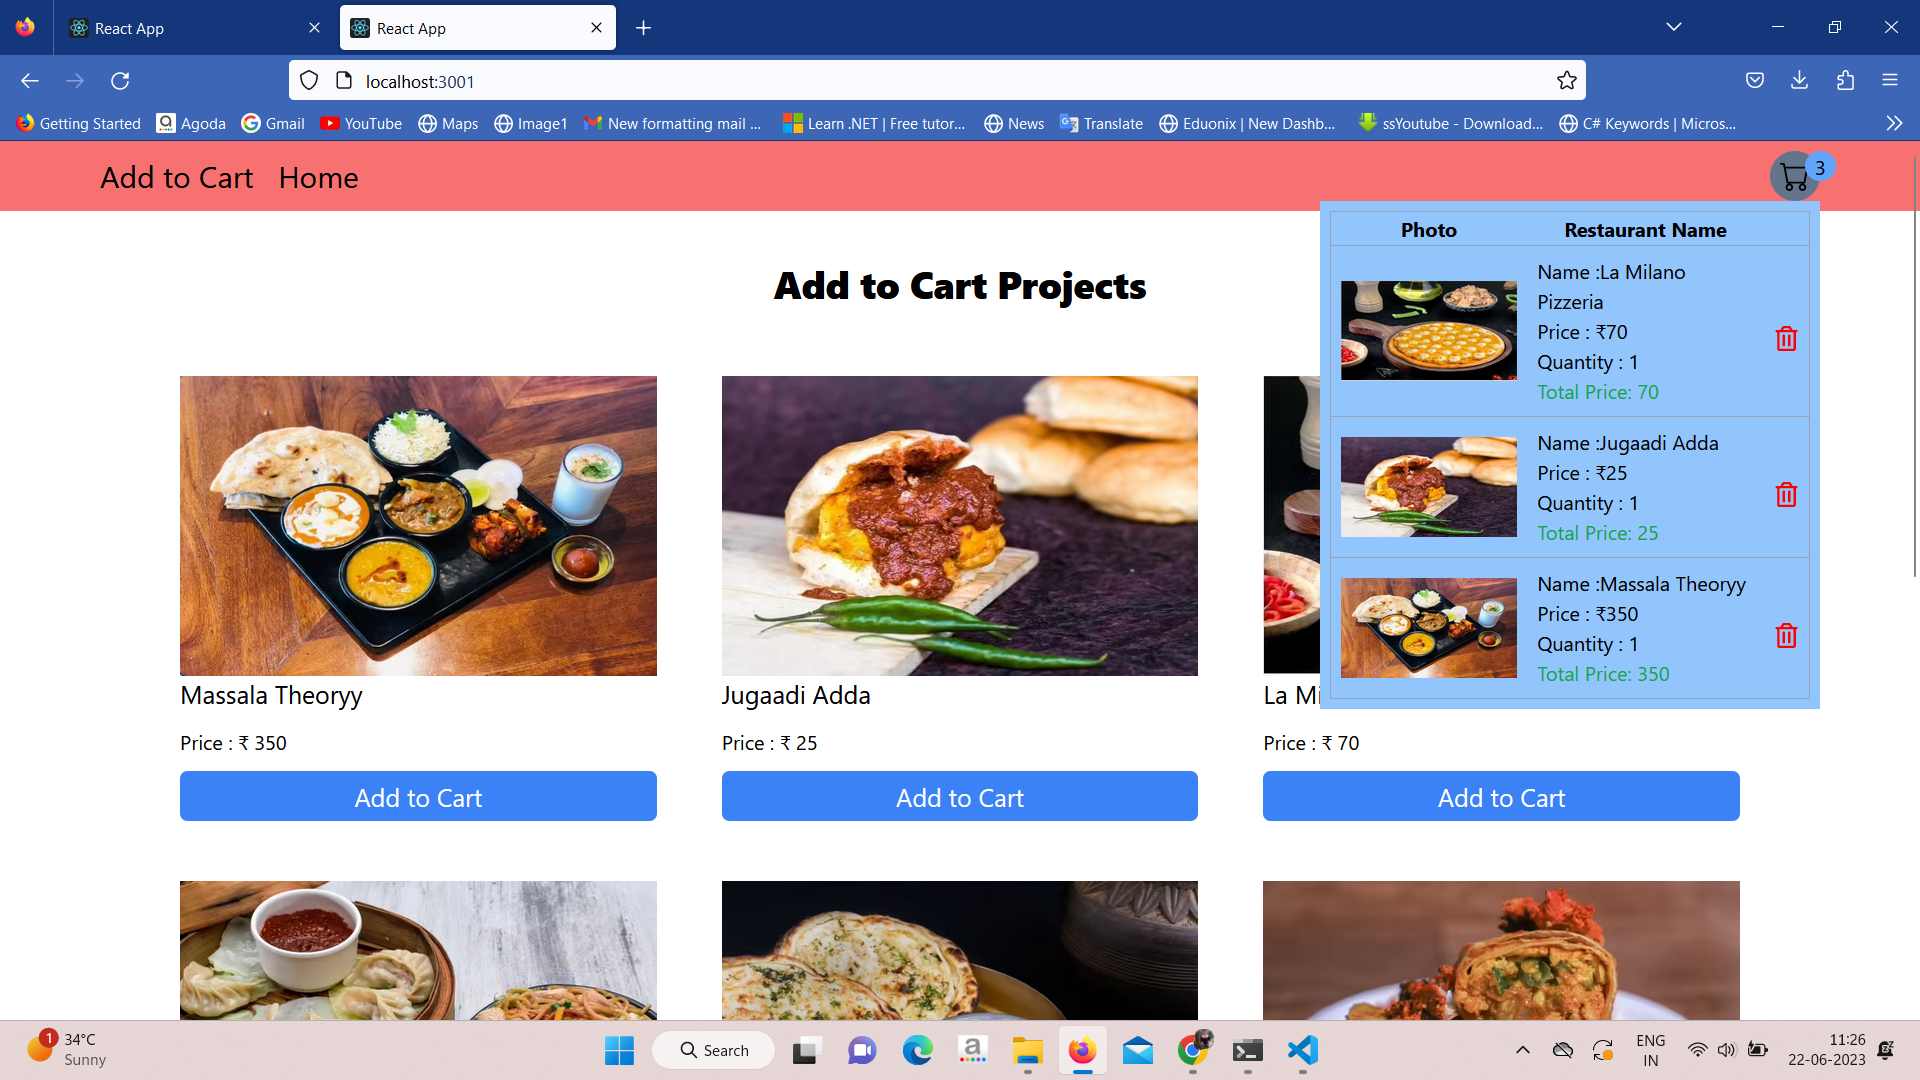 React App
React App
localhost:3001
Getting Started
Agoda
Gmail
YouTube
Maps
Image1
New formatting mail ...
Learn .NET | Free tutor...
News
Translate
Eduonix | New Dashb...
ssYoutube - Download...
C# Keywords | Micros...
Add to Cart Home
3
Photo Restaurant Name
Name :La Milano
Pizzeria
Price : ₹70
Quantity : 1
Total Price: 70
Name :Jugaadi Adda
Price : ₹25
Quantity : 1
Total Price: 25
Name :Massala Theoryy
Price : ₹350
Quantity : 1
Total Price: 350
Add to Cart Projects
Massala Theoryy
Price : ₹ 350
Add to Cart
Jugaadi Adda
Price : ₹ 25
Add to Cart
La Mi
Price : ₹ 70
Add to Cart
1
34°C
Sunny
Search
ENG
IN
11:26
22-06-2023